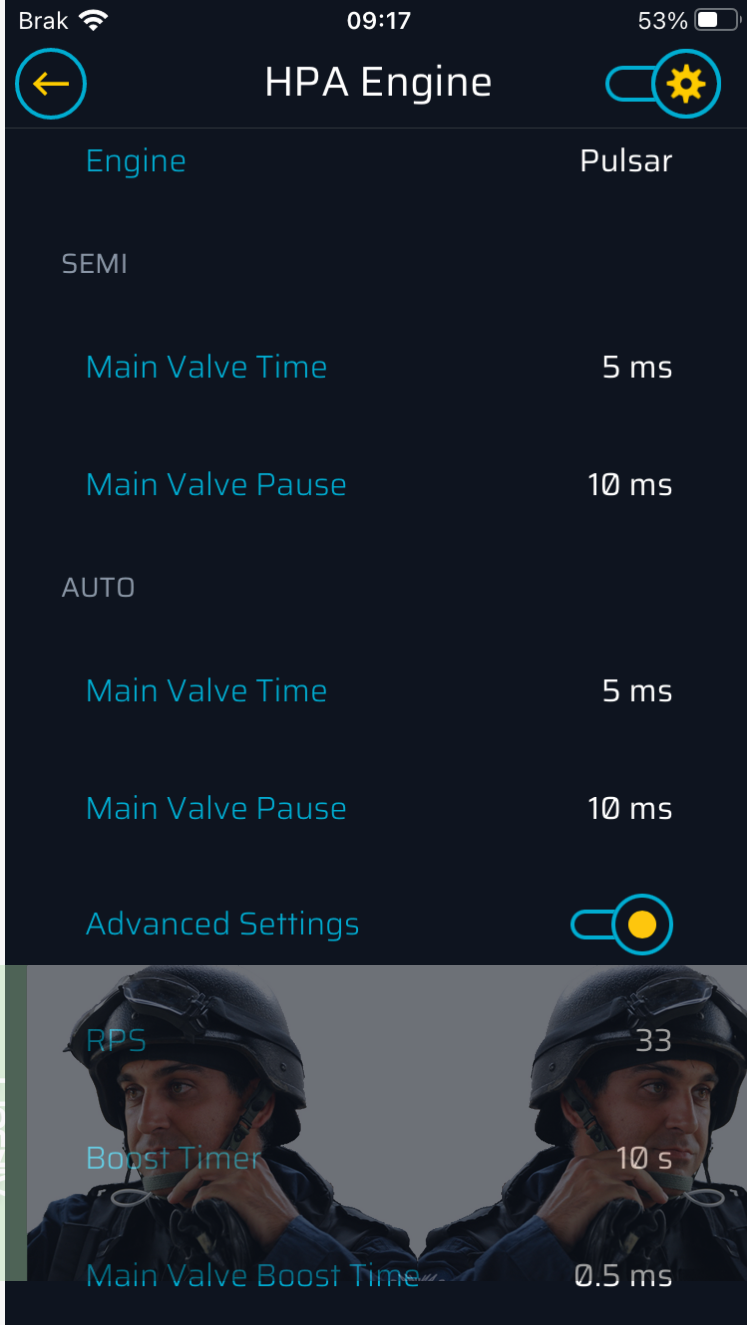 Brak 09:17 53%
HPA Engine
Engine Pulsar
SEMI
Main Valve Time 5 ms
Main Valve Pause 10 ms
AUTO
Main Valve Time 5 ms
Main Valve Pause 10 ms
Advanced Settings
RPS 33
Boost Timer 10 s
Main Valve Boost Time 0.5 ms